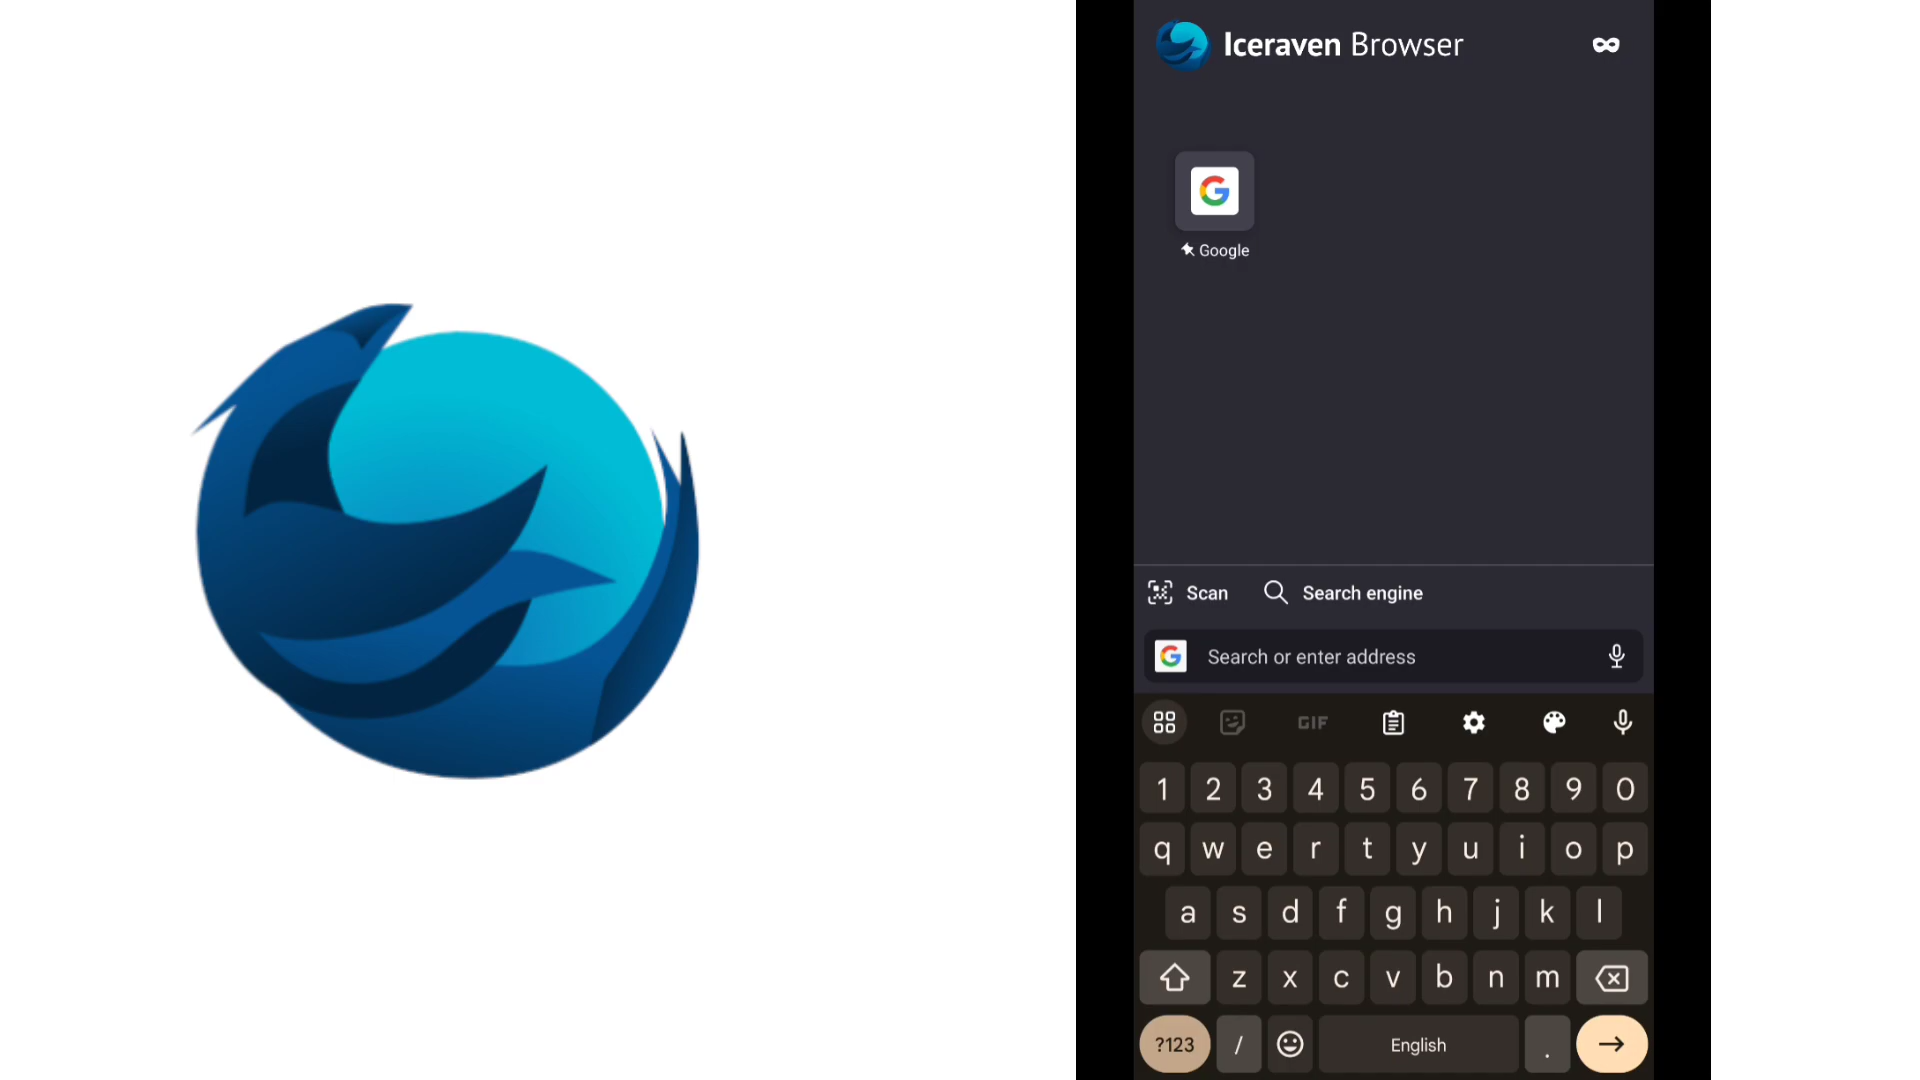 Iceraven Browser
Google
Scan Search engine
Search or enter address
GIF
1 2 3 4 5 6 7 8 9 0
q w e r t y u i o p
a s d f g h j k l
z x c v b n m
?123 / English .